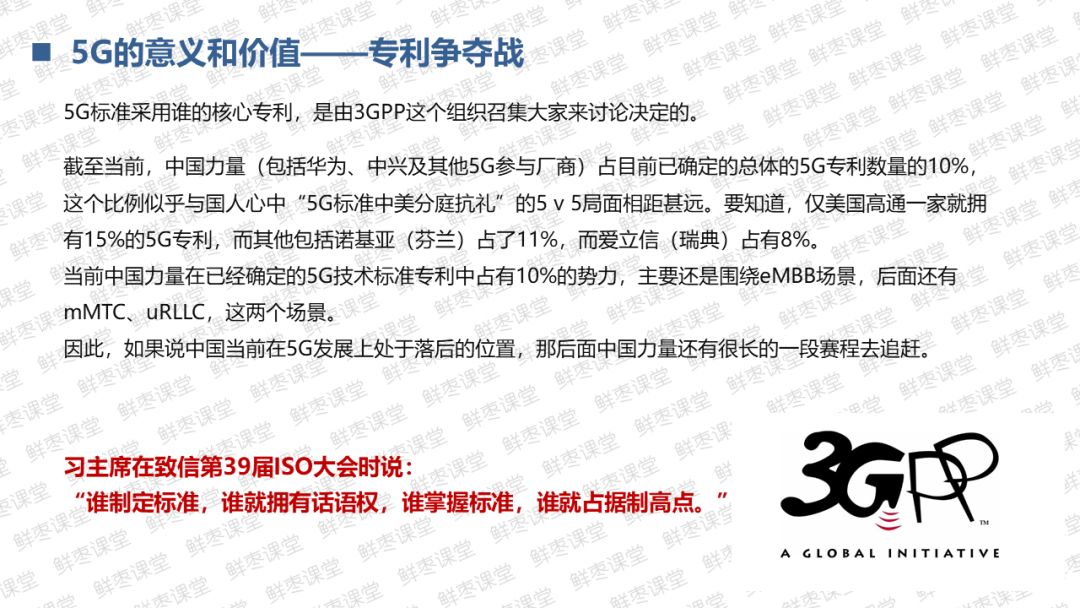 5G的意义和价值——专利争夺战
5G标准采用谁的核心专利，是由3GPP这个组织召集大家来讨论决定的。
截至当前，中国力量（包括华为、中兴及其他5G参与厂商）占目前已确定的总体的5G专利数量的10%，
这个比例似乎与国人心中“5G标准中美分庭抗礼”的5 v 5局面相距甚远。要知道，仅美国高通一家就拥
有15%的5G专利，而其他包括诺基亚（芬兰）占了11%，而爱立信（瑞典）占有8%。
当前中国力量在已经确定的5G技术标准专利中占有10%的势力，主要还是围绕eMBB场景，后面还有
mMTC、uRLLC，这两个场景。
因此，如果说中国当前在5G发展上处于落后的位置，那后面中国力量还有很长的一段赛程去追赶。
习主席在致信第39届ISO大会时说：
“谁制定标准，谁就拥有话语权，谁掌握标准，谁就占据制高点。”
3GPP™
A GLOBAL INITIATIVE
鲜枣课堂